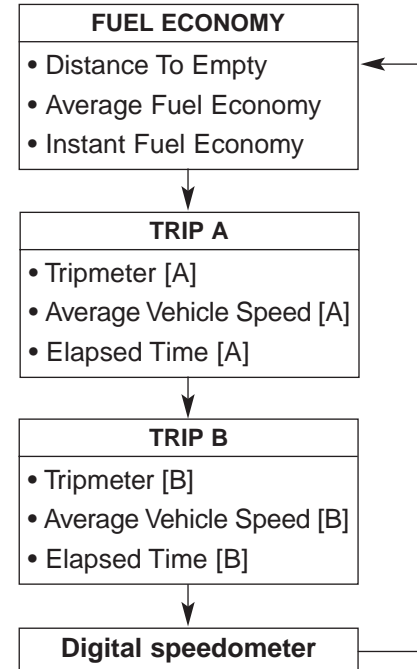 FUEL ECONOMY
• Distance To Empty
• Average Fuel Economy
• Instant Fuel Economy
TRIP A
• Tripmeter [A]
• Average Vehicle Speed [A]
• Elapsed Time [A]
TRIP B
• Tripmeter [B]
• Average Vehicle Speed [B]
• Elapsed Time [B]
Digital speedometer